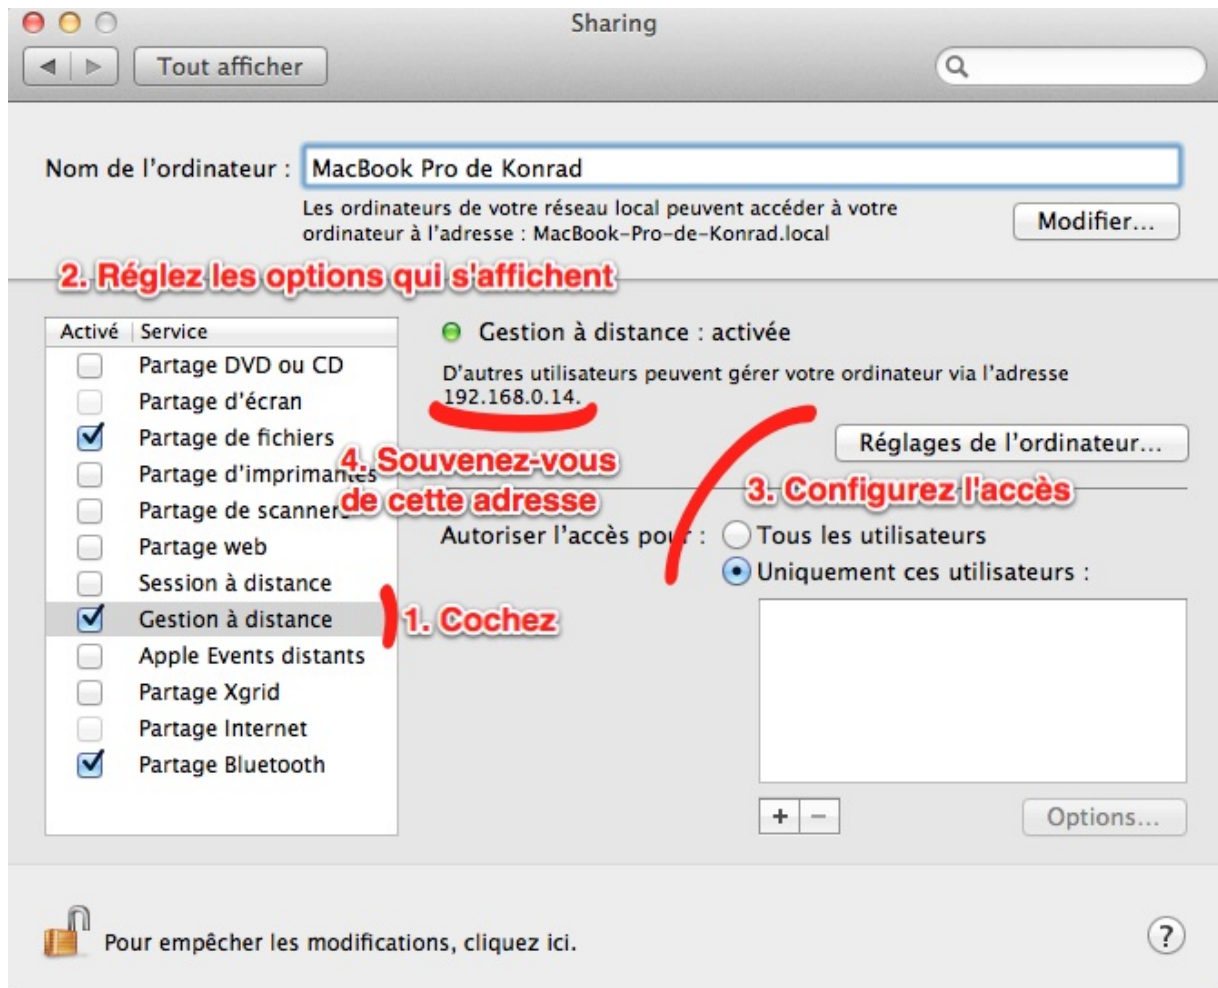 Sharing
Tout afficher
Nom de l'ordinateur : MacBook Pro de Konrad
Les ordinateurs de votre réseau local peuvent accéder à votre
ordinateur à l'adresse : MacBook-Pro-de-Konrad.local
Modifier...
2. Réglez les options qui s'affichent
Activé Service
Partage DVD ou CD
Partage d'écran
Partage de fichiers
Partage d'imprimantes
Partage de scanners
Partage web
Session à distance
Gestion à distance
Apple Events distants
Partage Xgrid
Partage Internet
Partage Bluetooth
1. Cochez
Gestion à distance : activée
D'autres utilisateurs peuvent gérer votre ordinateur via l'adresse
192.168.0.14.
4. Souvenez-vous
de cette adresse
Réglages de l'ordinateur...
3. Configurez l'accès
Autoriser l'accès pour : Tous les utilisateurs
Uniquement ces utilisateurs :
+ −
Options...
Pour empêcher les modifications, cliquez ici.
?